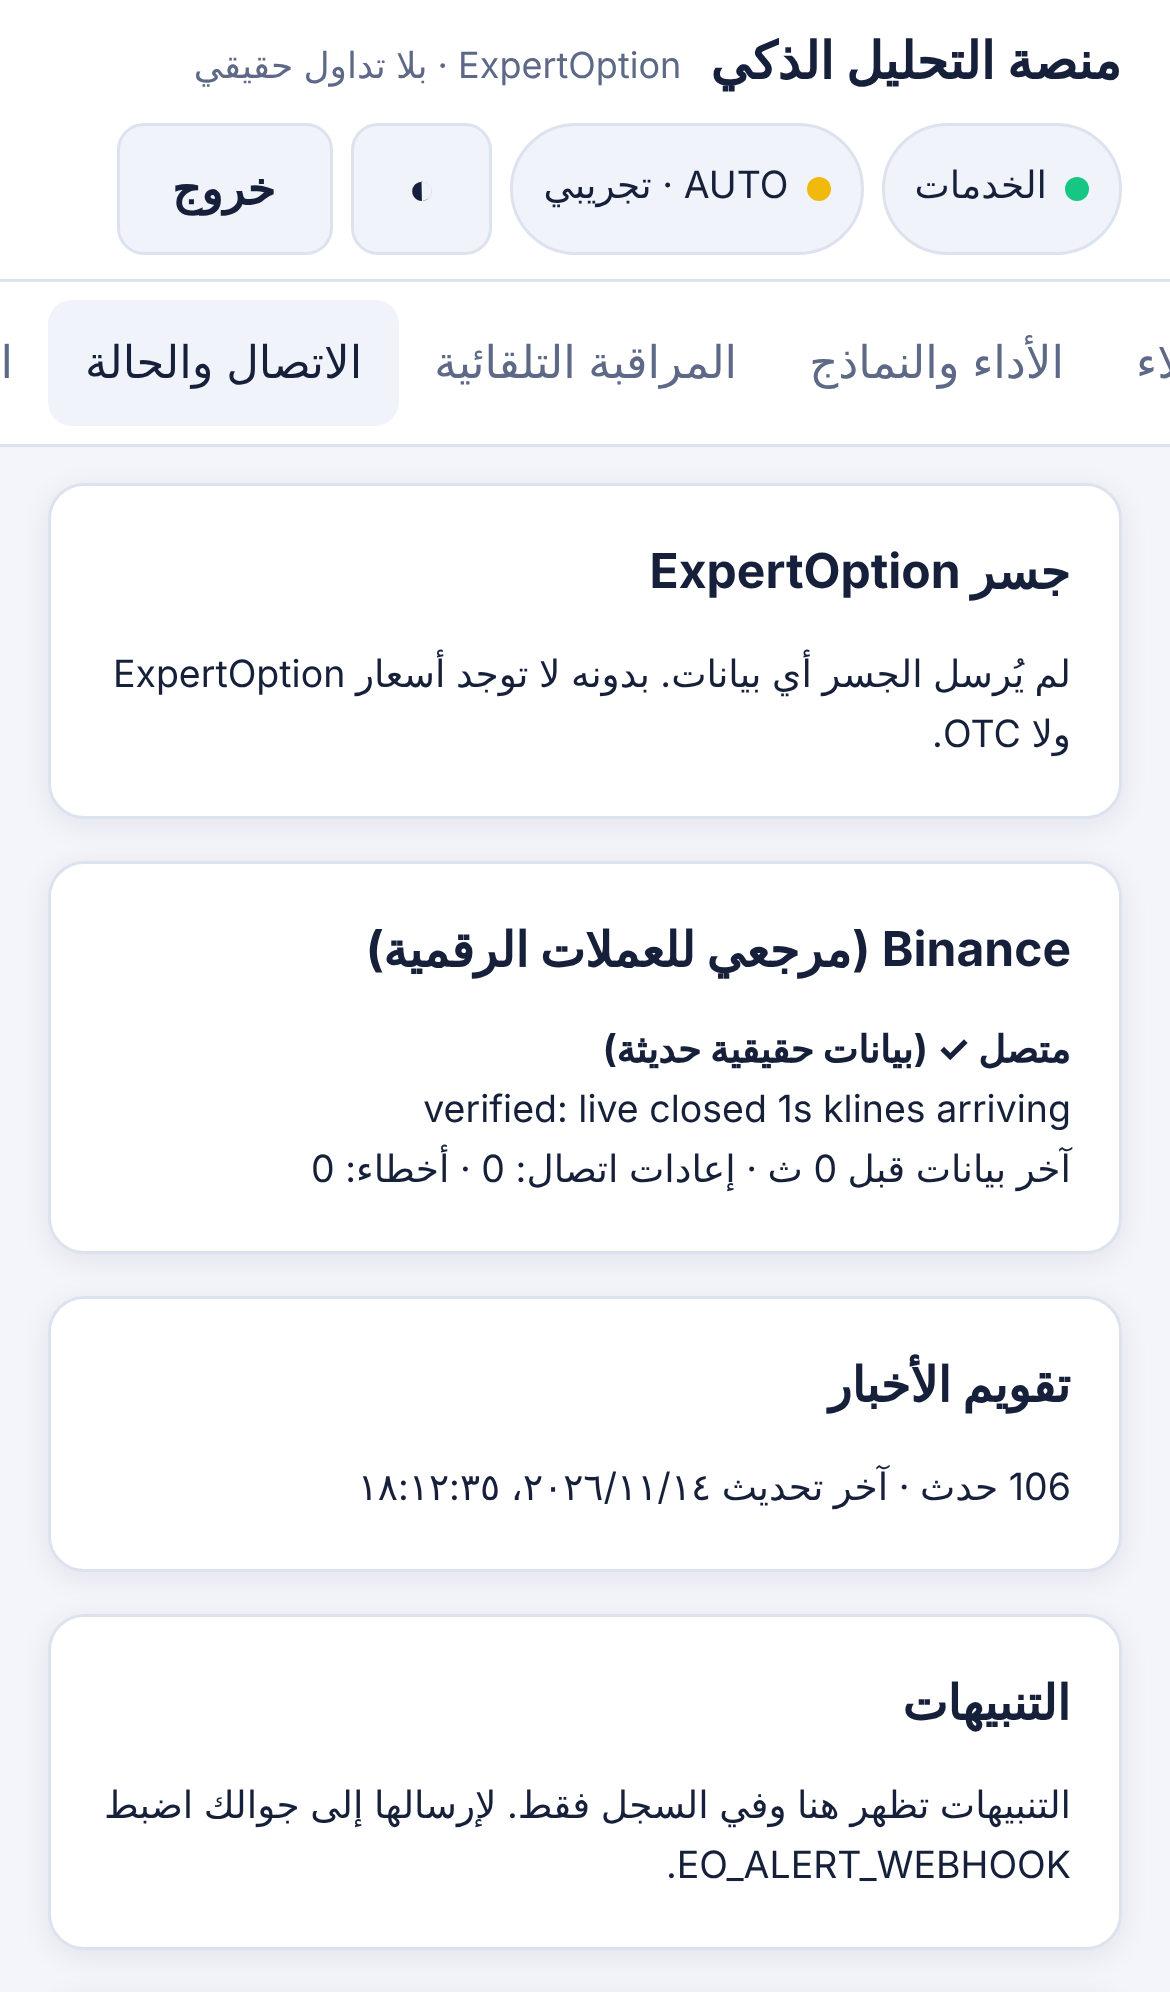 منصة التحليل الذكي ExpertOption · بلا تداول حقيقي
الخدمات
AUTO · تجريبي
خروج
الأداء والنماذج
المراقبة التلقائية
الاتصال والحالة
جسر ExpertOption
لم يُرسل الجسر أي بيانات. بدونه لا توجد أسعار ExpertOption
ولا OTC.
Binance (مرجعي للعملات الرقمية)
متصل ✓ (بيانات حقيقية حديثة)
verified: live closed 1s klines arriving
آخر بيانات قبل 0 ث · إعادات اتصال: 0 · أخطاء: 0
تقويم الأخبار
106 حدث · آخر تحديث ١٤‏/١١‏/٢٠٢٦، ١٨:١٢:٣٥
التنبيهات
التنبيهات تظهر هنا وفي السجل فقط. لإرسالها إلى جوالك اضبط
EO_ALERT_WEBHOOK.